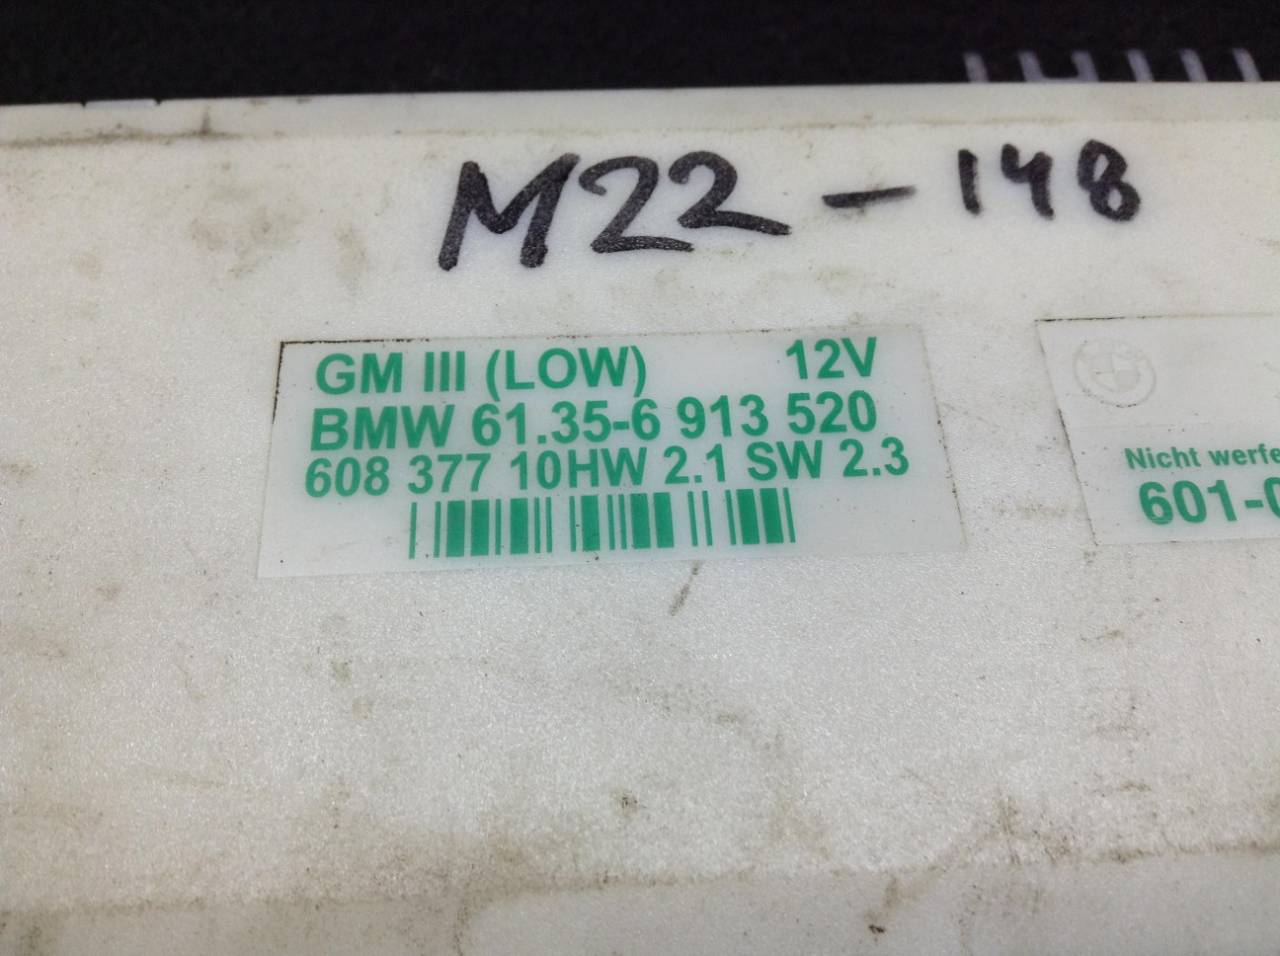 M22-148
GM III (LOW) 12V
BMW 61.35-6 913 520
608 377 10HW 2.1 SW 2.3
Nicht
601-